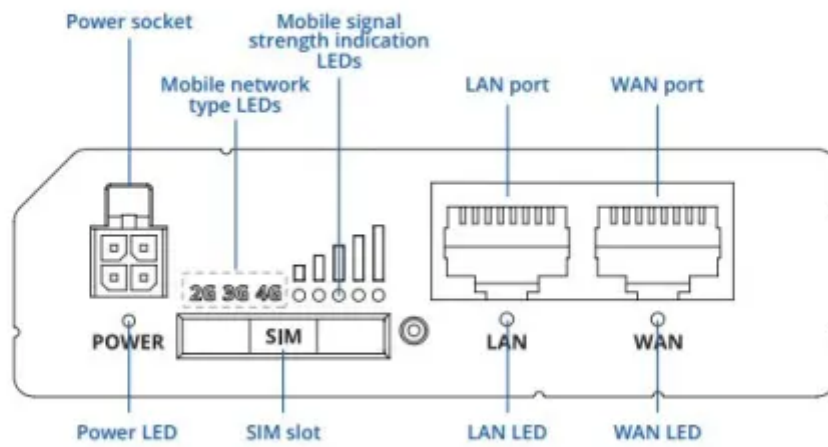 Power socket
Mobile signal
strength indication
LEDs
Mobile network
type LEDs
LAN port
WAN port
2G 3G 4G
POWER
SIM
LAN
WAN
Power LED
SIM slot
LAN LED
WAN LED